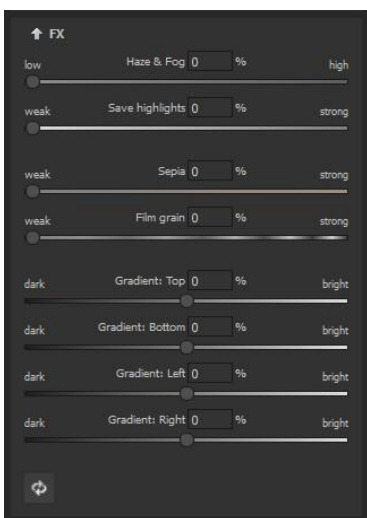 FX
Haze & Fog 0 %
low high
Save highlights 0 %
weak strong
Sepia 0 %
weak strong
Film grain 0 %
weak strong
Gradient: Top 0 %
dark bright
Gradient: Bottom 0 %
dark bright
Gradient: Left 0 %
dark bright
Gradient: Right 0 %
dark bright